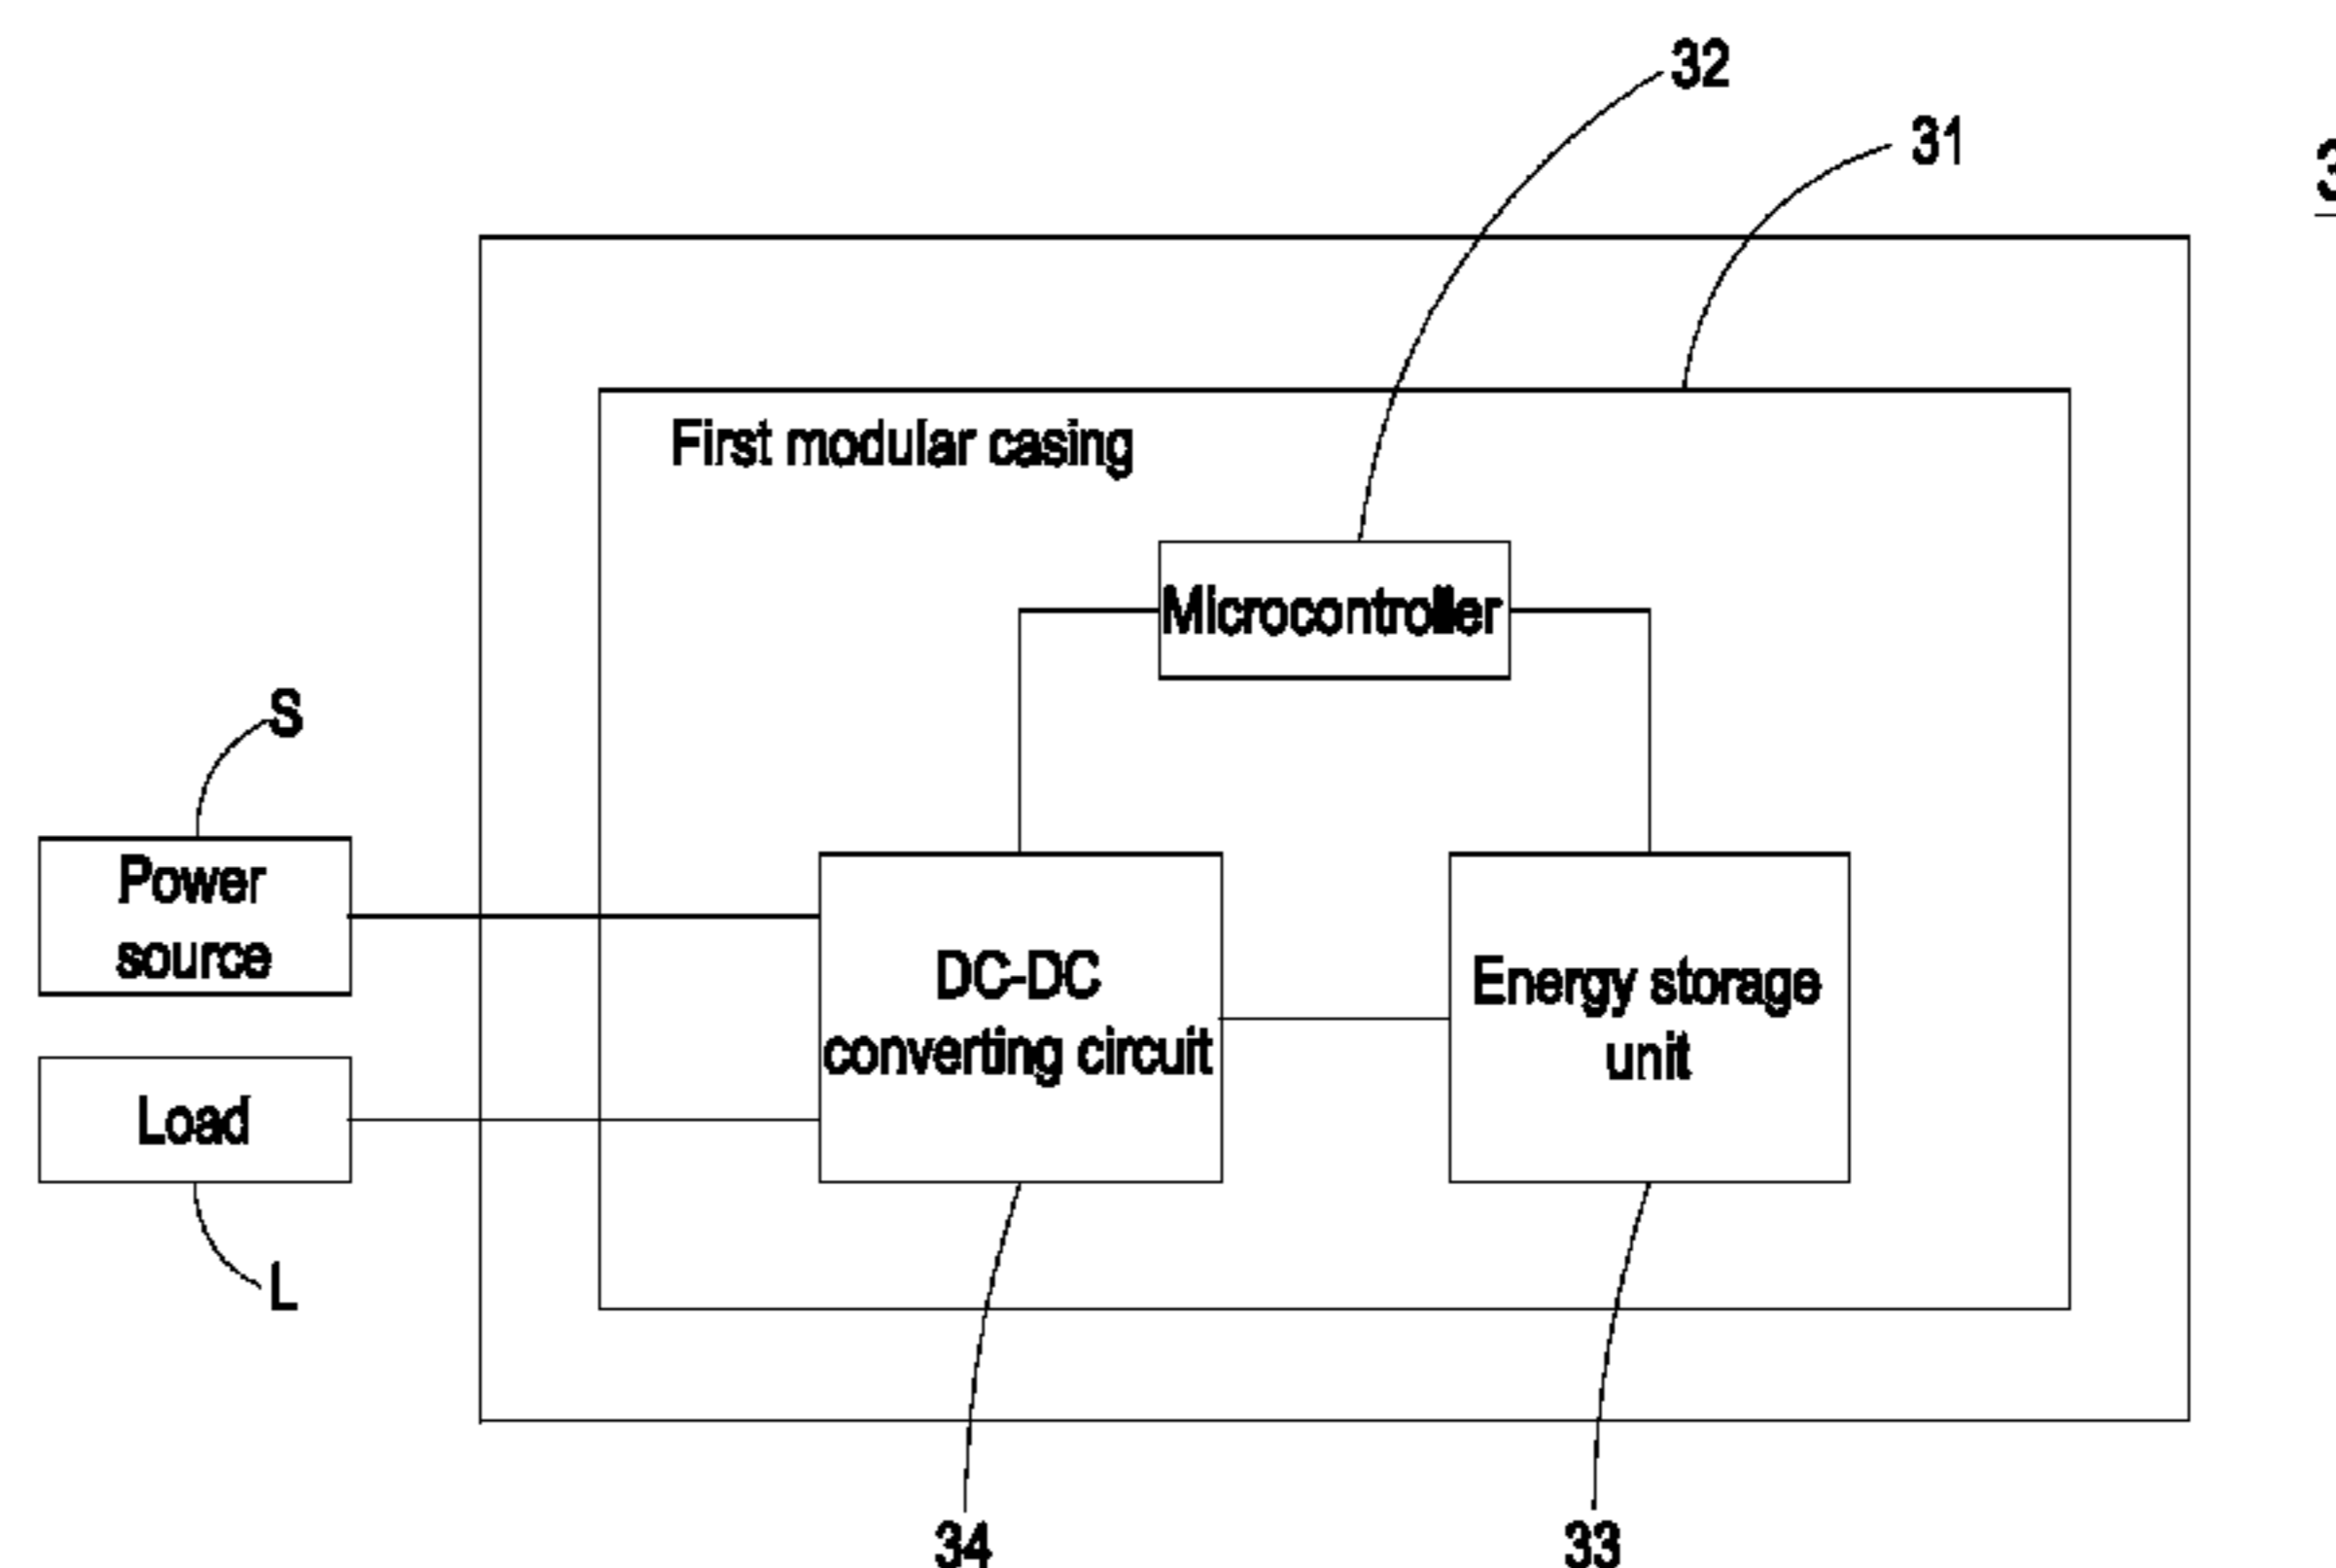 32
31
3
First modular casing
Microcontroller
S
Power
source
DC-DC
converting circuit
Energy storage
unit
Load
L
34
33